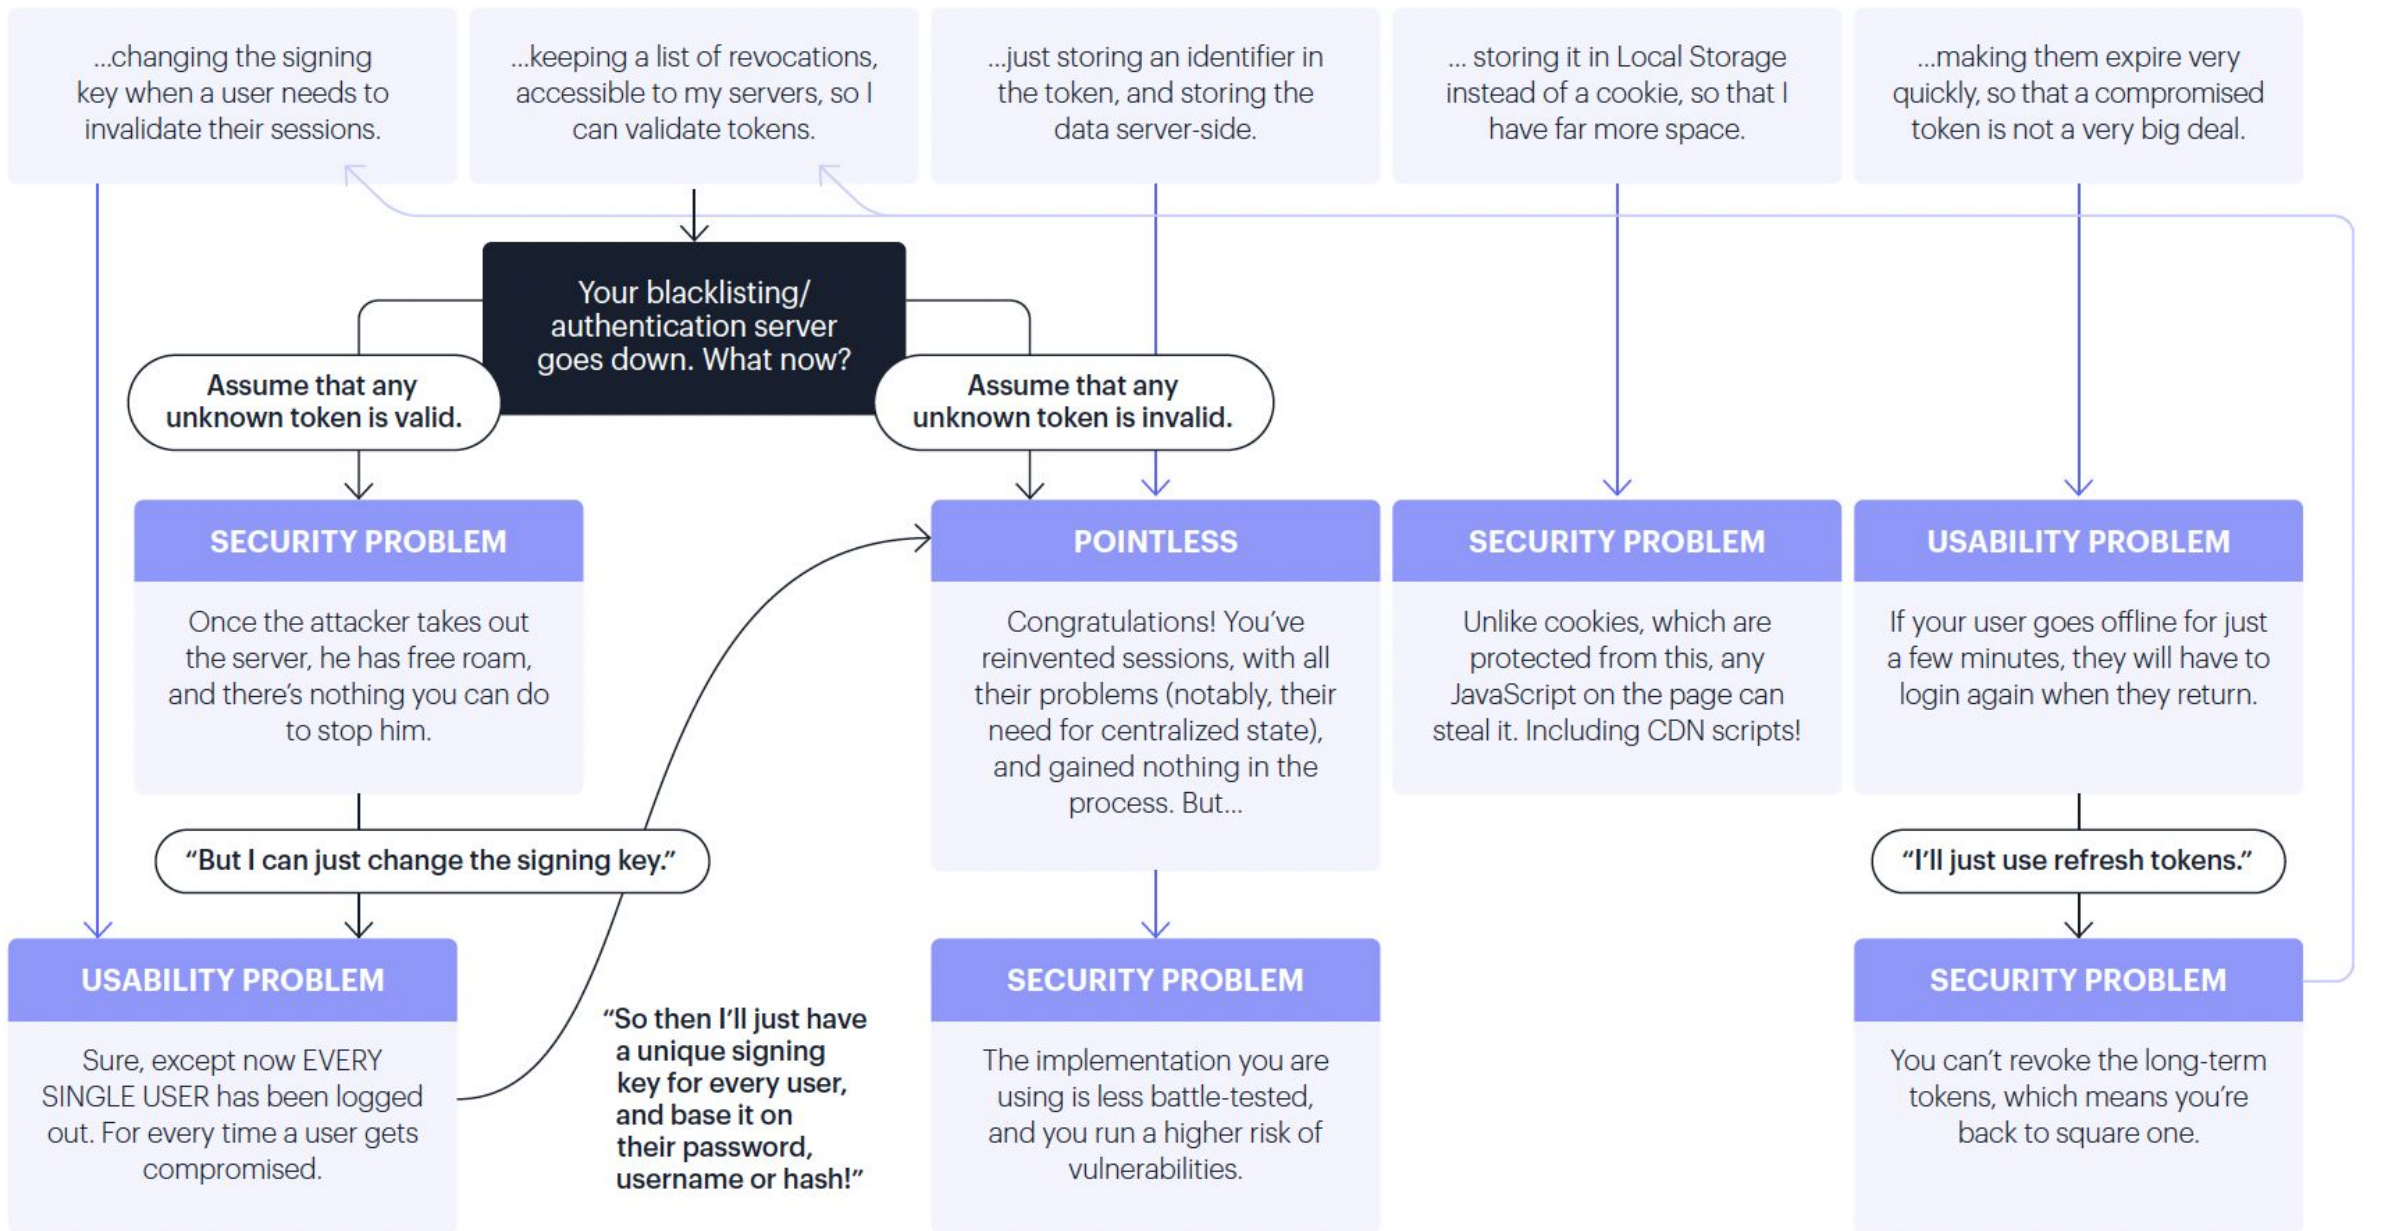 ...changing the signing
key when a user needs to
invalidate their sessions.
...keeping a list of revocations,
accessible to my servers, so I
can validate tokens.
...just storing an identifier in
the token, and storing the
data server-side.
... storing it in Local Storage
instead of a cookie, so that I
have far more space.
...making them expire very
quickly, so that a compromised
token is not a very big deal.
Your blacklisting/
authentication server
goes down. What now?
Assume that any
unknown token is valid.
Assume that any
unknown token is invalid.
SECURITY PROBLEM
Once the attacker takes out
the server, he has free roam,
and there’s nothing you can do
to stop him.
POINTLESS
Congratulations! You’ve
reinvented sessions, with all
their problems (notably, their
need for centralized state),
and gained nothing in the
process. But...
SECURITY PROBLEM
Unlike cookies, which are
protected from this, any
JavaScript on the page can
steal it. Including CDN scripts!
USABILITY PROBLEM
If your user goes offline for just
a few minutes, they will have to
login again when they return.
“But I can just change the signing key.”
“I’ll just use refresh tokens.”
USABILITY PROBLEM
Sure, except now EVERY
SINGLE USER has been logged
out. For every time a user gets
compromised.
“So then I’ll just have
a unique signing
key for every user,
and base it on
their password,
username or hash!”
SECURITY PROBLEM
The implementation you are
using is less battle-tested,
and you run a higher risk of
vulnerabilities.
SECURITY PROBLEM
You can’t revoke the long-term
tokens, which means you’re
back to square one.